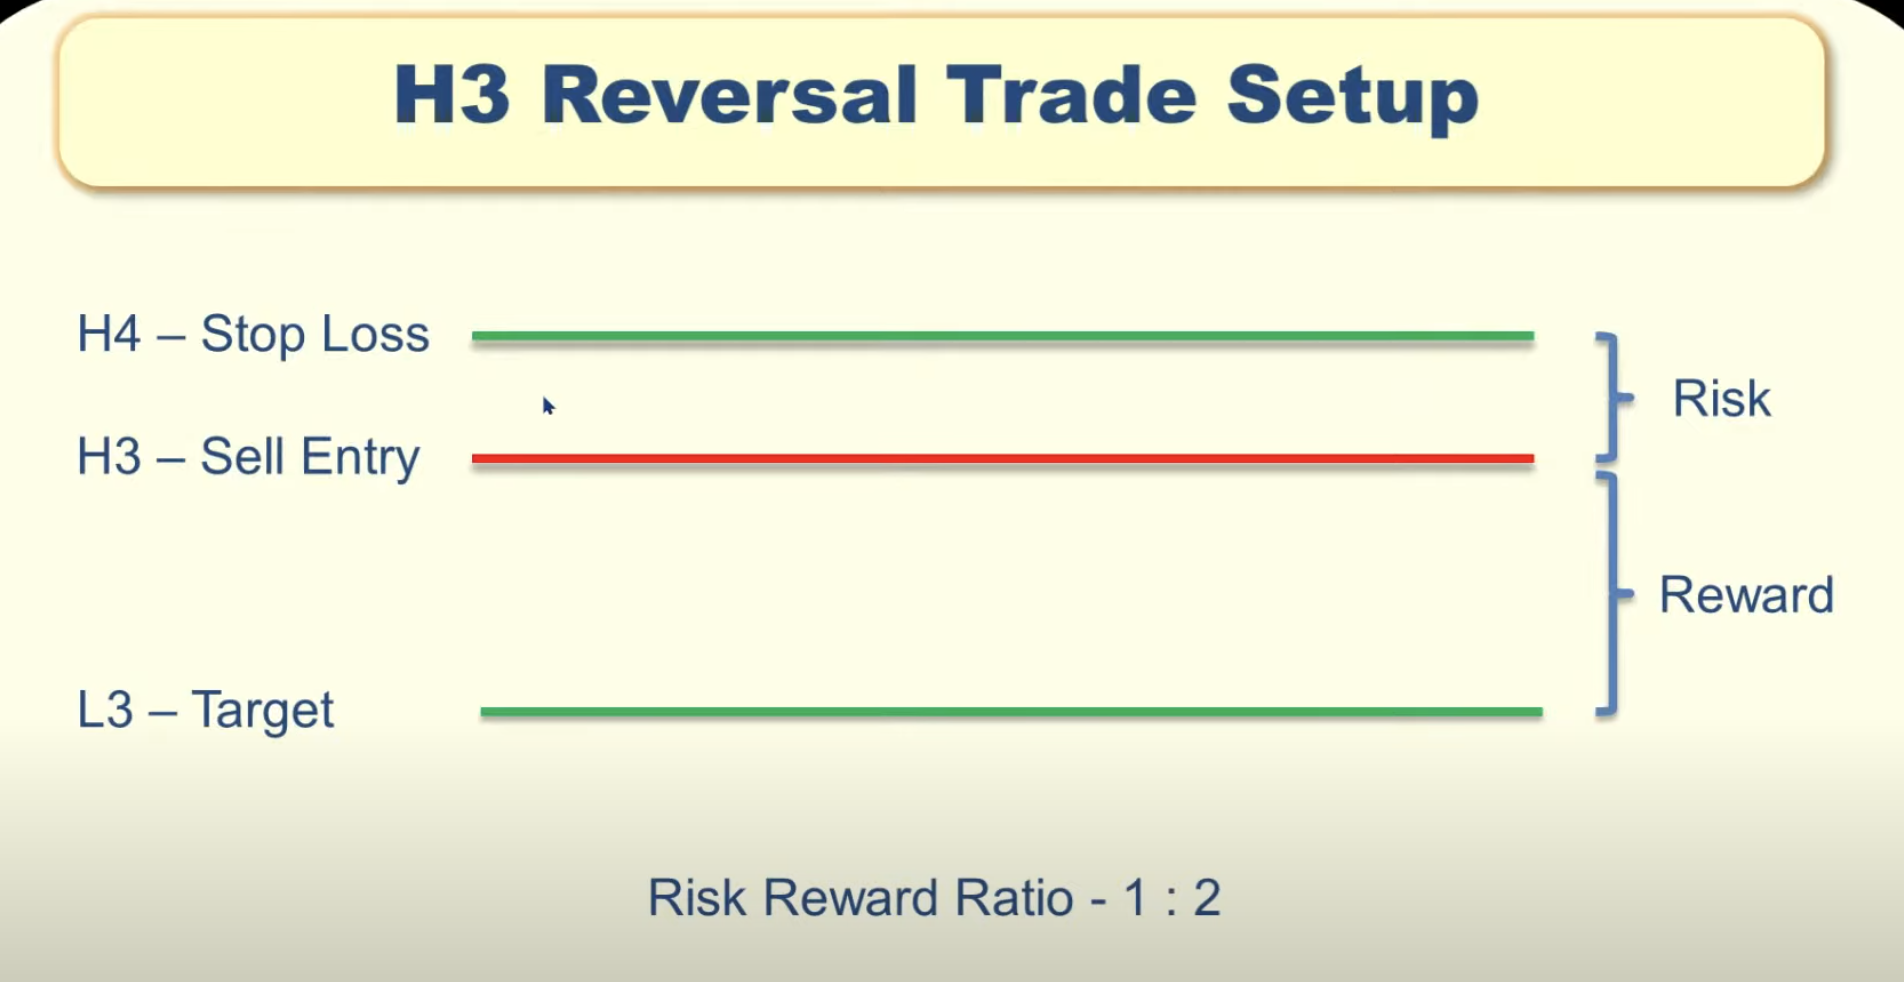 H3 Reversal Trade Setup
H4 – Stop Loss
Risk
H3 – Sell Entry
Reward
L3 – Target
Risk Reward Ratio - 1 : 2